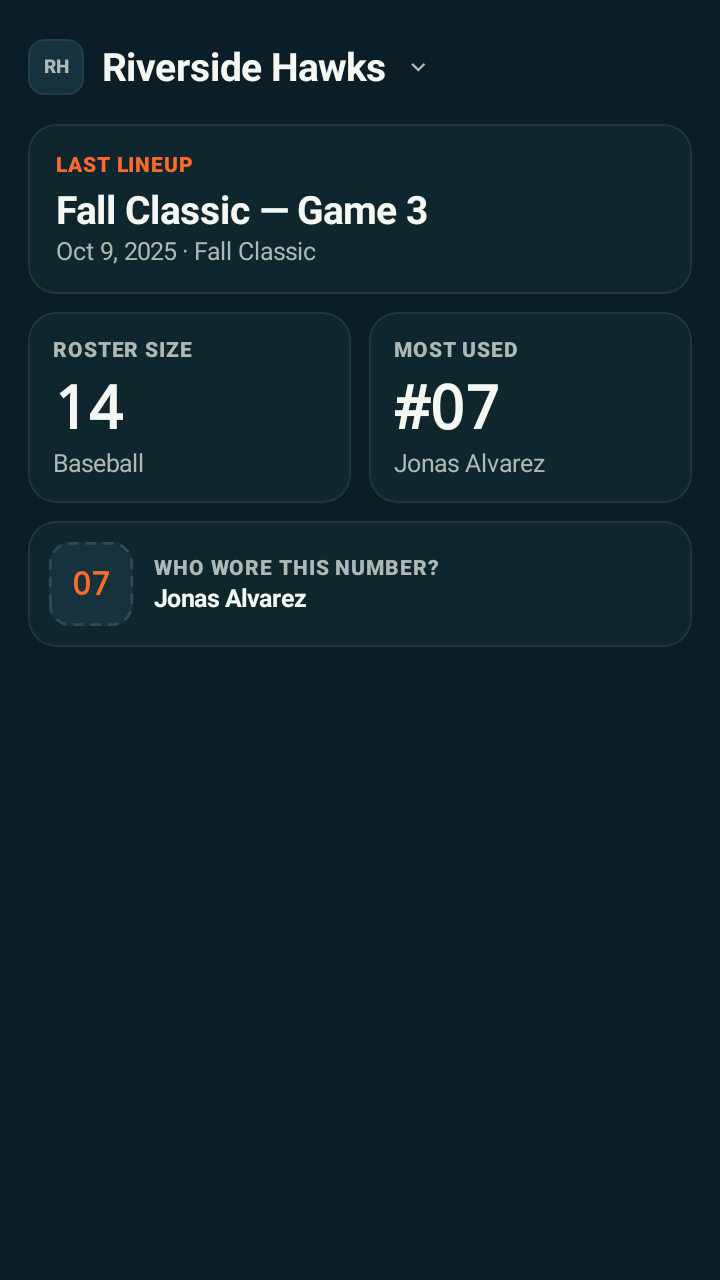 RH
Riverside Hawks
LAST LINEUP
Fall Classic — Game 3
Oct 9, 2025 · Fall Classic
ROSTER SIZE
14
Baseball
MOST USED
#07
Jonas Alvarez
07
WHO WORE THIS NUMBER?
Jonas Alvarez